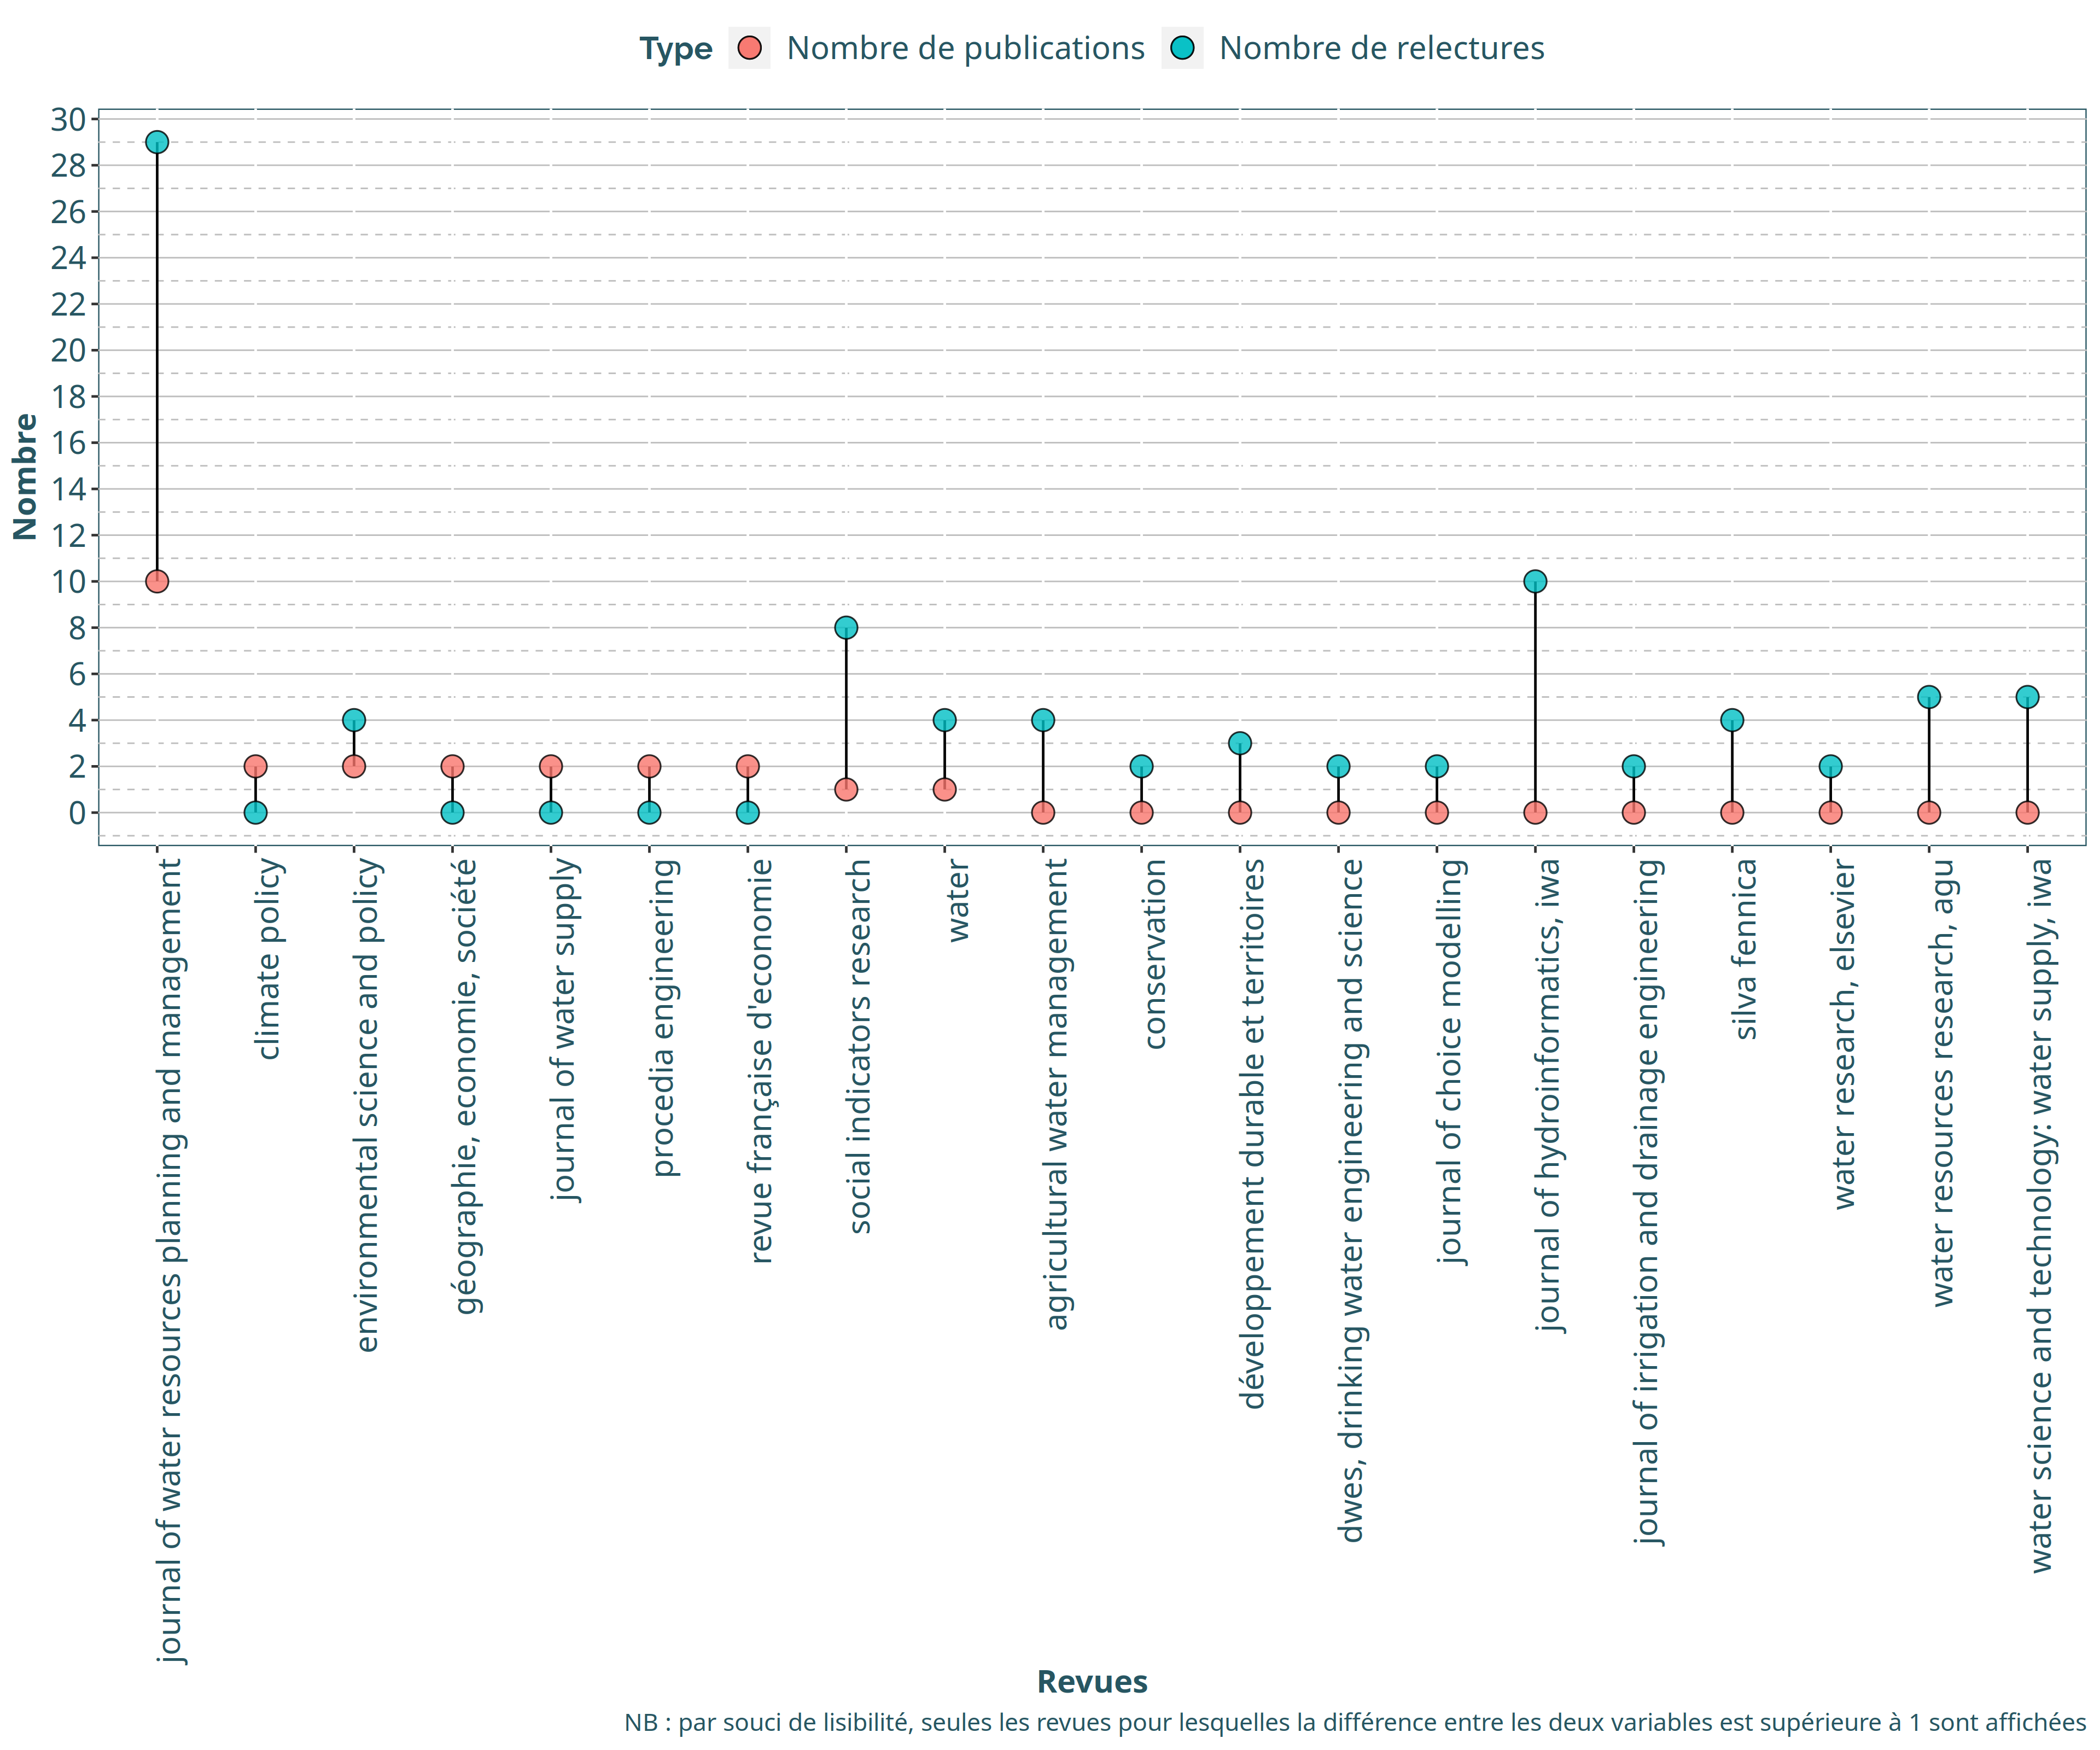 Type Nombre de publications Nombre de relectures
Nombre
30
28
26
24
22
20
18
16
14
12
10
8
6
4
2
0
journal of water resources planning and management
climate policy
environmental science and policy
géographie, economie, société
journal of water supply
procedia engineering
revue française d'economie
social indicators research
water
agricultural water management
conservation
développement durable et territoires
dwes, drinking water engineering and science
journal of choice modelling
journal of hydroinformatics, iwa
journal of irrigation and drainage engineering
silva fennica
water research, elsevier
water resources research, agu
water science and technology: water supply, iwa
Revues
NB : par souci de lisibilité, seules les revues pour lesquelles la différence entre les deux variables est supérieure à 1 sont affichées